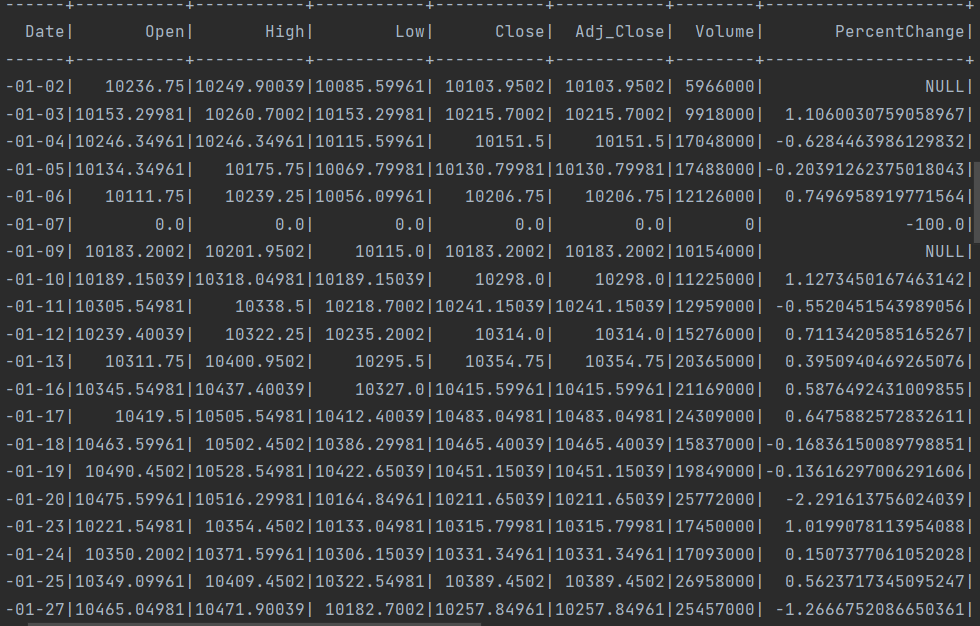 ------+-----------+-----------+-----------+-----------+-----------+--------+--------------------+
Date| Open| High| Low| Close| Adj_Close| Volume| PercentChange|
------+-----------+-----------+-----------+-----------+-----------+--------+--------------------+
-01-02| 10236.75|10249.90039|10085.59961| 10103.9502| 10103.9502| 5966000| NULL|
-01-03|10153.29981| 10260.7002|10153.29981| 10215.7002| 10215.7002| 9918000| 1.1060030759058967|
-01-04|10246.34961|10246.34961|10115.59961| 10151.5| 10151.5|17048000| -0.6284463986129832|
-01-05|10134.34961| 10175.75|10069.79981|10130.79981|10130.79981|17488000|-0.20391262375018043|
-01-06| 10111.75| 10239.25|10056.09961| 10206.75| 10206.75|12126000| 0.7496958919771564|
-01-07| 0.0| 0.0| 0.0| 0.0| 0.0| 0| -100.0|
-01-09| 10183.2002| 10201.9502| 10115.0| 10183.2002| 10183.2002|10154000| NULL|
-01-10|10189.15039|10318.04981|10189.15039| 10298.0| 10298.0|11225000| 1.1273450167463142|
-01-11|10305.54981| 10338.5| 10218.7002|10241.15039|10241.15039|12959000| -0.5520451543989056|
-01-12|10239.40039| 10322.25| 10235.2002| 10314.0| 10314.0|15276000| 0.7113420585165267|
-01-13| 10311.75| 10400.9502| 10295.5| 10354.75| 10354.75|20365000| 0.3950940469265076|
-01-16|10345.54981|10437.40039| 10327.0|10415.59961|10415.59961|21169000| 0.5876492431009855|
-01-17| 10419.5|10505.54981|10412.40039|10483.04981|10483.04981|24309000| 0.6475882572832611|
-01-18|10463.59961| 10502.4502|10386.29981|10465.40039|10465.40039|15837000|-0.16836150089798851|
-01-19| 10490.4502|10528.54981|10422.65039|10451.15039|10451.15039|19849000|-0.13616297006291606|
-01-20|10475.59961|10516.29981|10164.84961|10211.65039|10211.65039|25772000| -2.291613756024039|
-01-23|10221.54981| 10354.4502|10133.04981|10315.79981|10315.79981|17450000| 1.0199078113954088|
-01-24| 10350.2002|10371.59961|10306.15039|10331.34961|10331.34961|17093000| 0.1507377061052028|
-01-25|10349.09961| 10409.4502|10322.54981| 10389.4502| 10389.4502|26958000| 0.5623717345095247|
-01-27|10465.04981|10471.90039| 10182.7002|10257.84961|10257.84961|25457000| -1.2666752086650361|